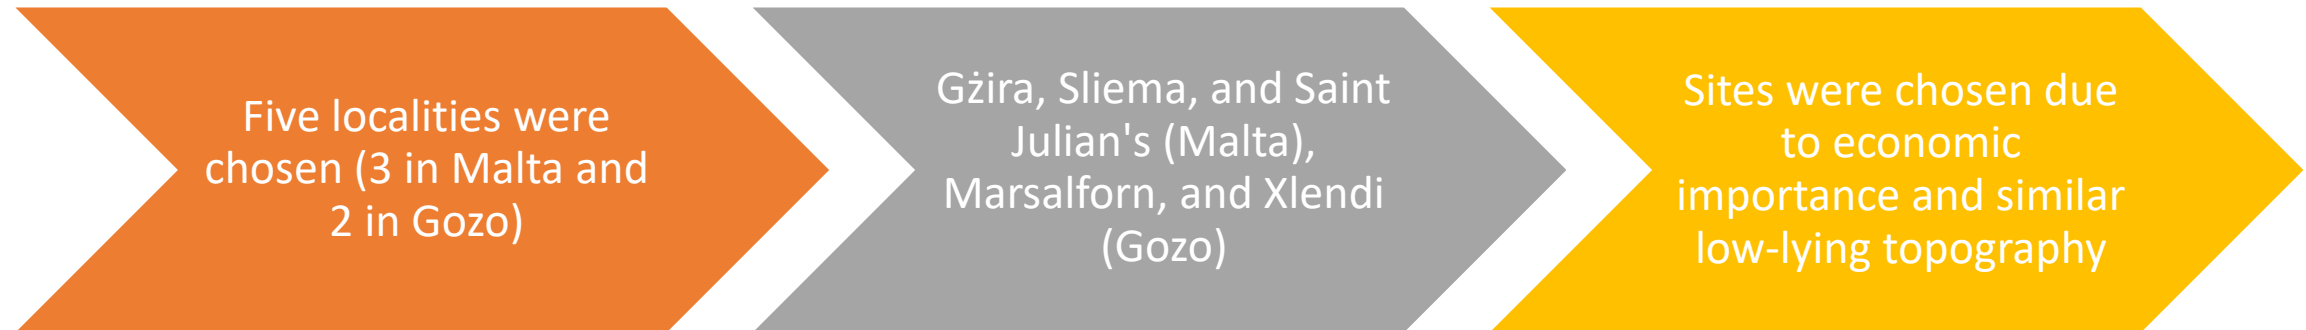 Five localities were
chosen (3 in Malta and
2 in Gozo)
Gżira, Sliema, and Saint
Julian's (Malta),
Marsalforn, and Xlendi
(Gozo)
Sites were chosen due
to economic
importance and similar
low-lying topography